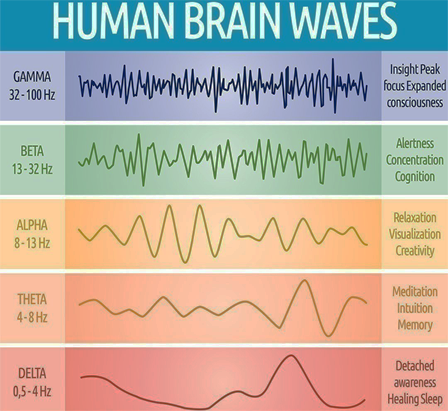 HUMAN BRAIN WAVES
GAMMA
32 - 100 Hz
Insight Peak
focus Expanded
consciousness
BETA
13 - 32 Hz
Alertness
Concentration
Cognition
ALPHA
8 - 13 Hz
Relaxation
Visualization
Creativity
THETA
4 - 8 Hz
Meditation
Intuition
Memory
DELTA
0,5 - 4 Hz
Detached
awareness
Healing Sleep